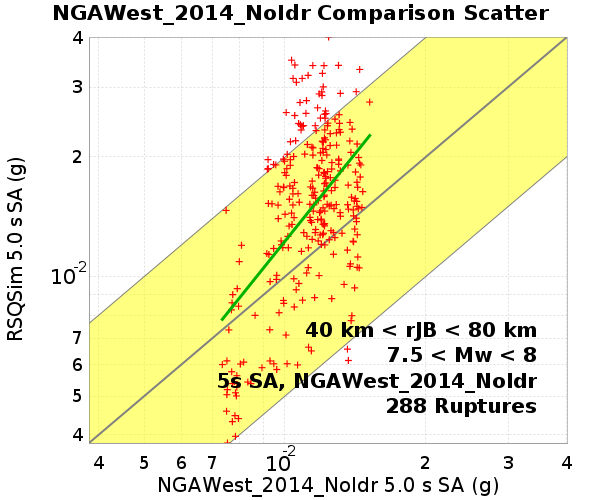 NGAWest_2014_NoIdr Comparison Scatter
RSQSim 5.0 s SA (g)
4
3
2
10-2
7
6
5
4
40 km < rJB < 80 km
7.5 < Mw < 8
5s SA, NGAWest_2014_NoIdr
288 Ruptures
4 5 6 7 10-2 2 3 4
NGAWest_2014_NoIdr 5.0 s SA (g)